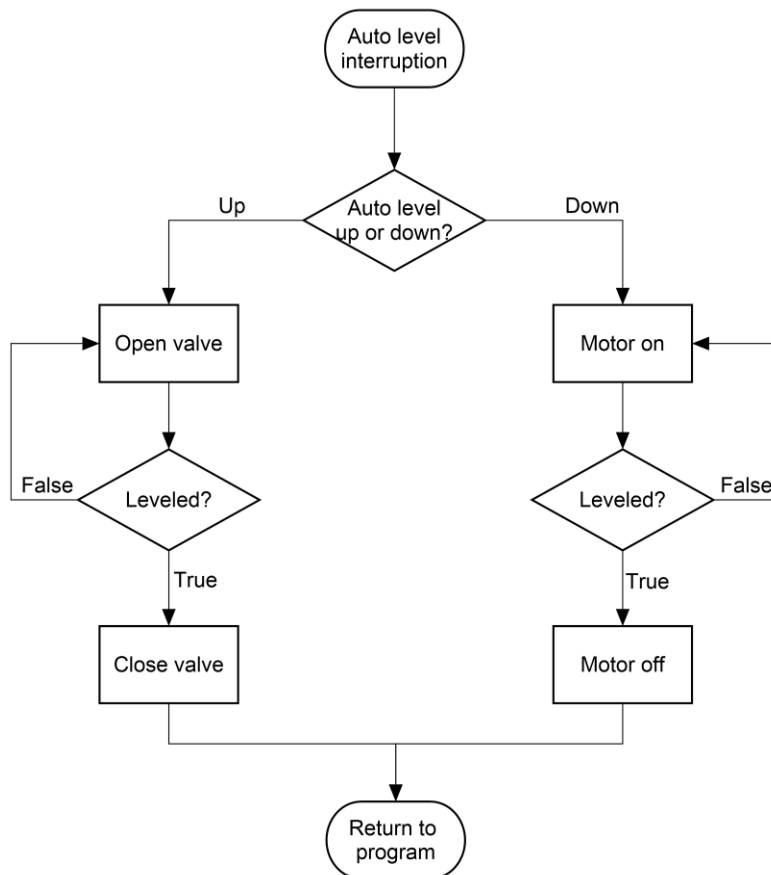 Auto level
interruption
Auto level
up or down?
Up
Down
Open valve
Motor on
Leveled?
False
Leveled?
False
True
True
Close valve
Motor off
Return to
program